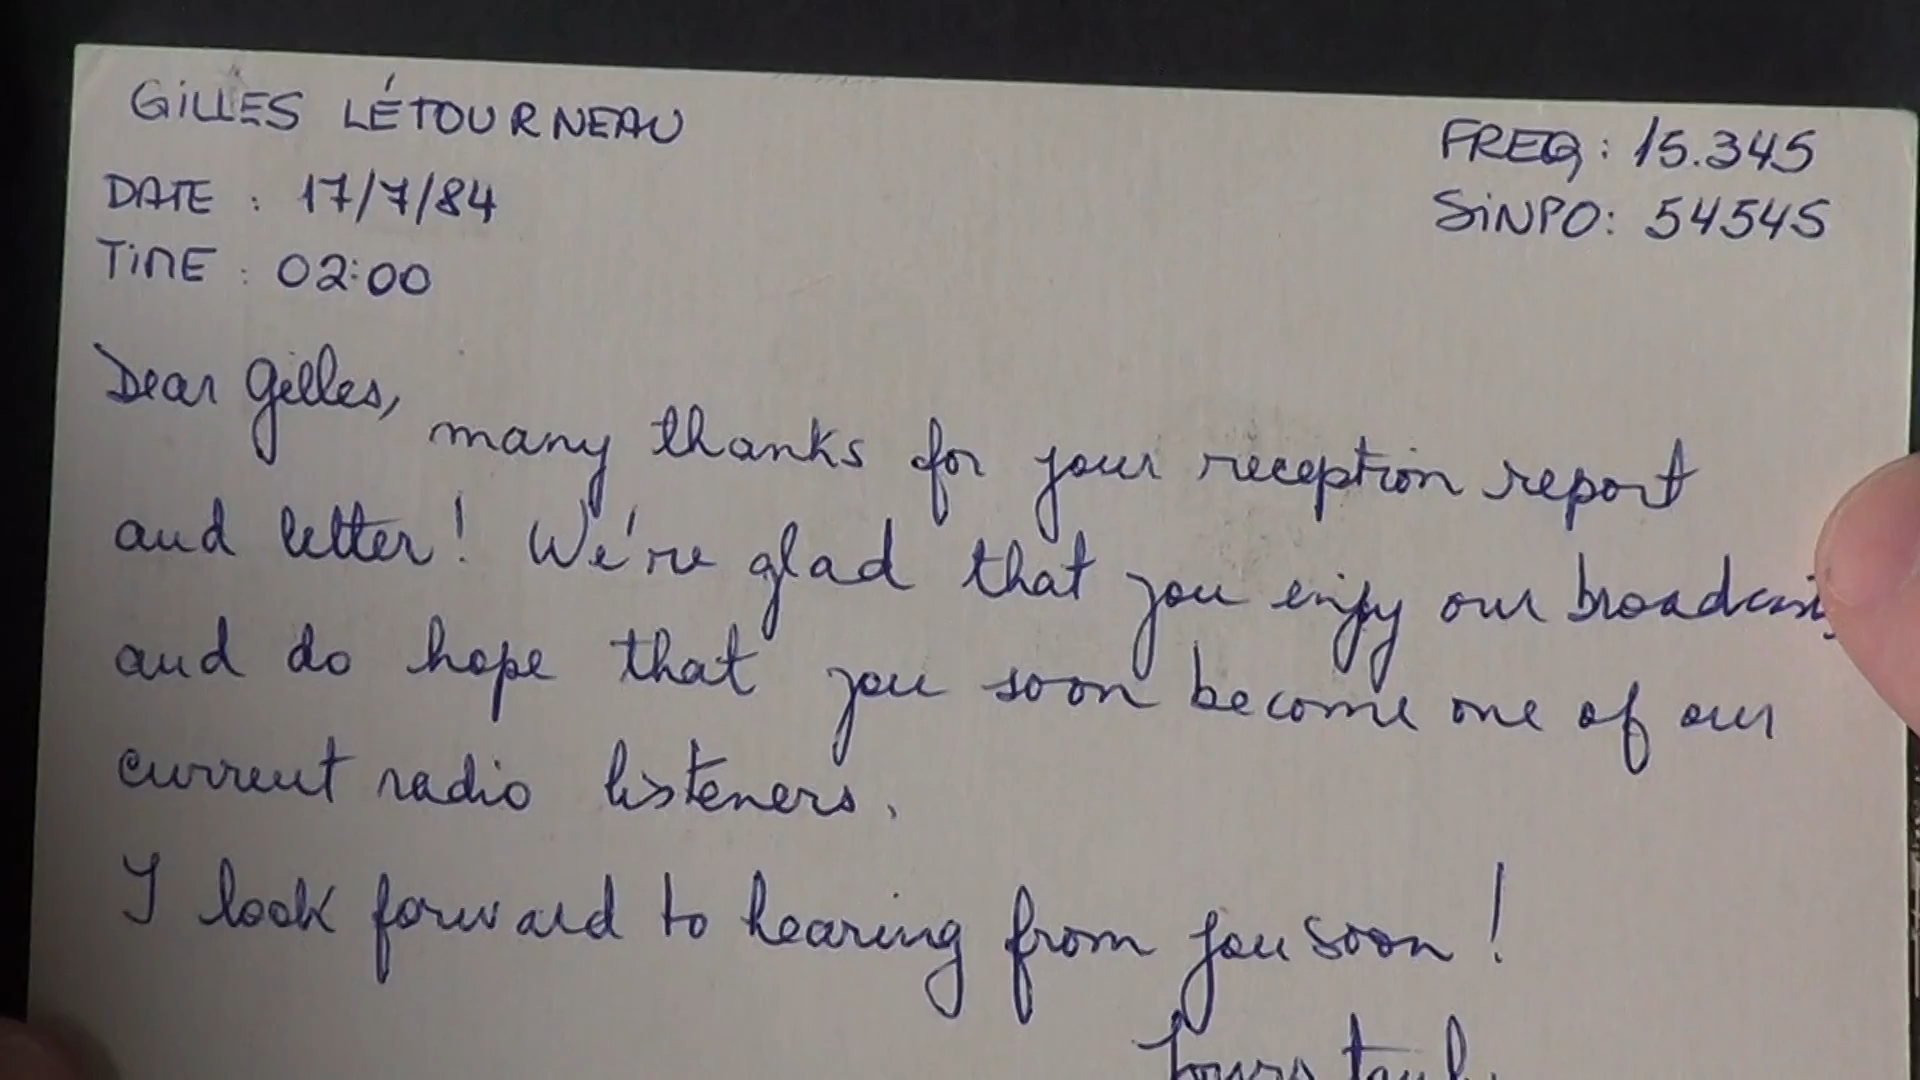 GILLES LÉTOURNEAU
FREQ: 15.345
DATE : 17/7/84
SINPO: 54545
TIME : 02:00
Dear Gilles,
many thanks for your reception report
and letter! We're glad that you enjoy our
and do hope that you soon become one of our
current radio listeners.
I look forward to hearing from you soon!
Yours